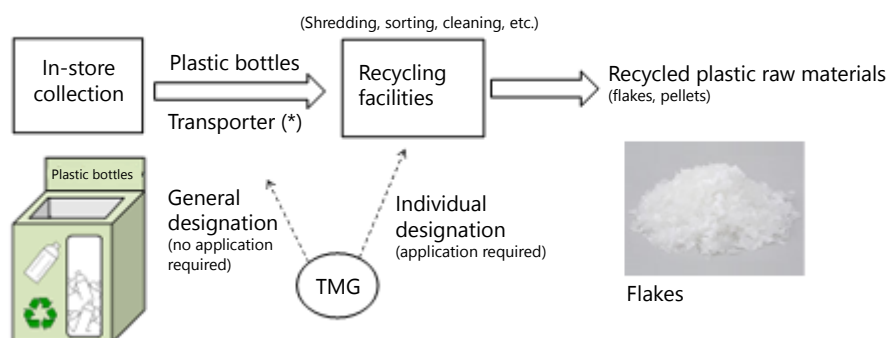 (Shredding, sorting, cleaning, etc.)
In-store
collection
Plastic bottles
Transporter (*)
Recycling
facilities
Recycled plastic raw materials
(flakes, pellets)
Plastic bottles
General
designation
(no application
required)
Individual
designation
(application required)
TMG
Flakes